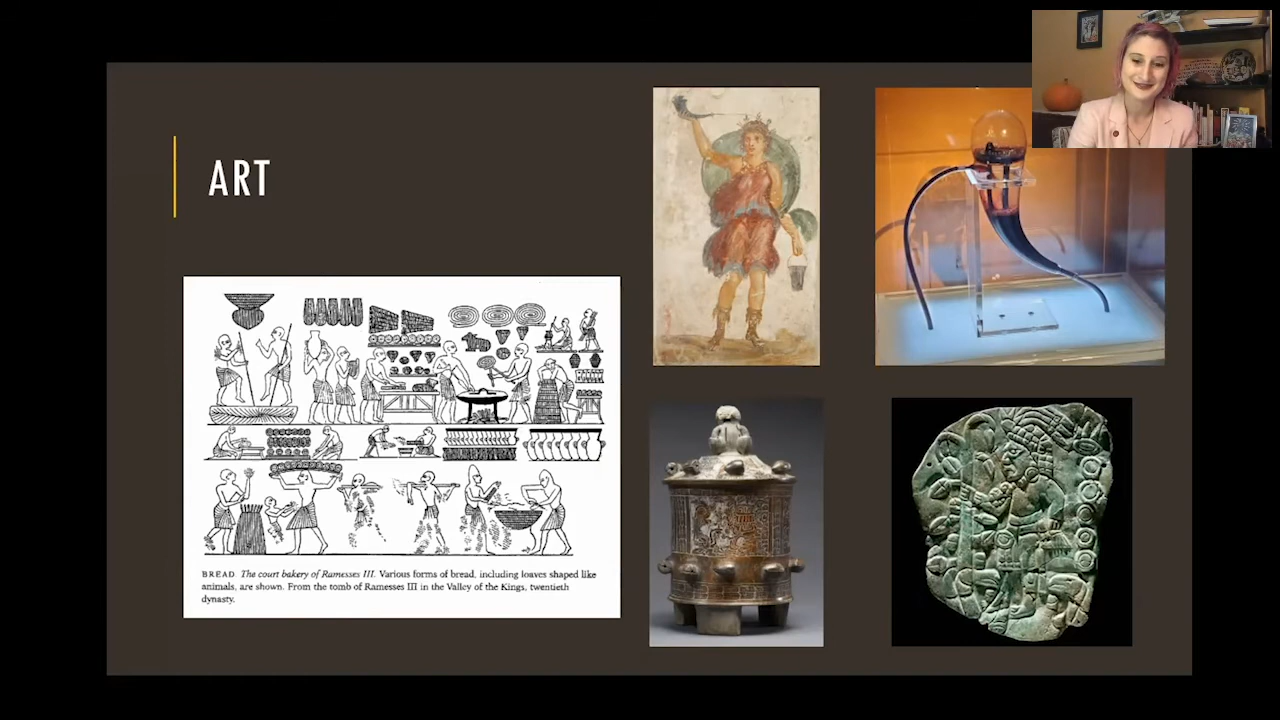 ART
BREAD The court bakery of Ramesses III. Various forms of bread, including loaves shaped like
animals, are shown. From the tomb of Ramesses III in the Valley of the Kings, twentieth
dynasty.